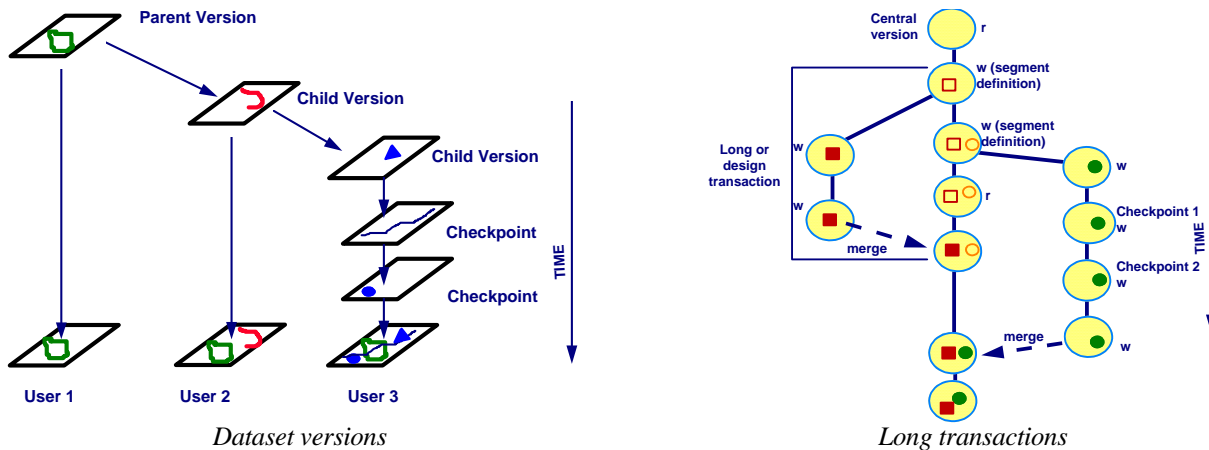 Parent Version
Child Version
Child Version
Checkpoint
Checkpoint
TIME
User 1
User 2
User 3
Dataset versions
Central
version
r
w (segment
definition)
w (segment
definition)
Long or
design
transaction
w
w
w
r
Checkpoint 1
w
merge
Checkpoint 2
w
TIME
merge
w
Long transactions